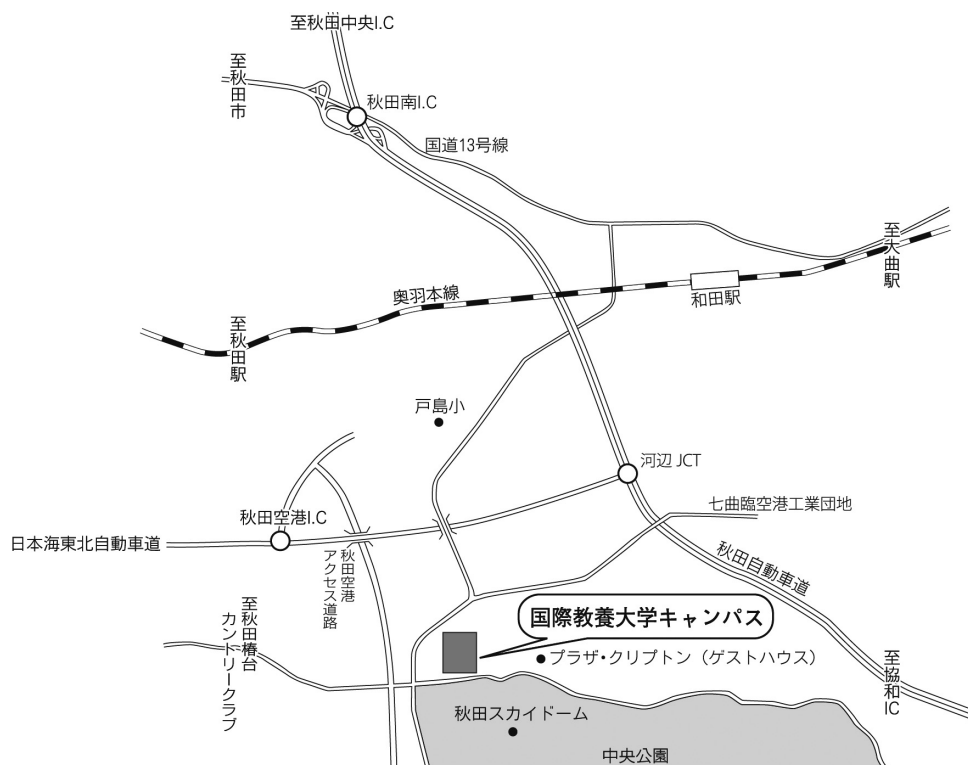 至秋田中央I.C
至秋田市
秋田南I.C
国道13号線
至大曲駅
奥羽本線
和田駅
至秋田駅
戸島小
河辺 JCT
七曲臨空港工業団地
秋田空港I.C
日本海東北自動車道
秋田空港
アクセス道路
秋田自動車道
至秋田椿台
カントリークラブ
国際教養大学キャンパス
プラザ・クリプトン（ゲストハウス）
至協和IC
秋田スカイドーム
中央公園